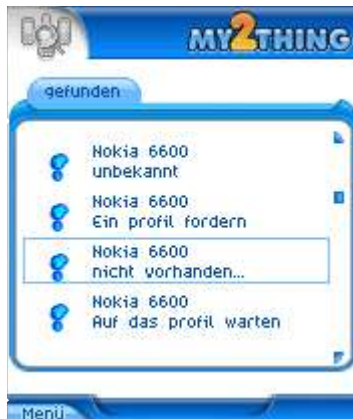 MY2THING
gefunden
Nokia 6600
unbekannt
Nokia 6600
Ein profil fordern
Nokia 6600
nicht vorhanden...
Nokia 6600
Auf das profil warten
Menü